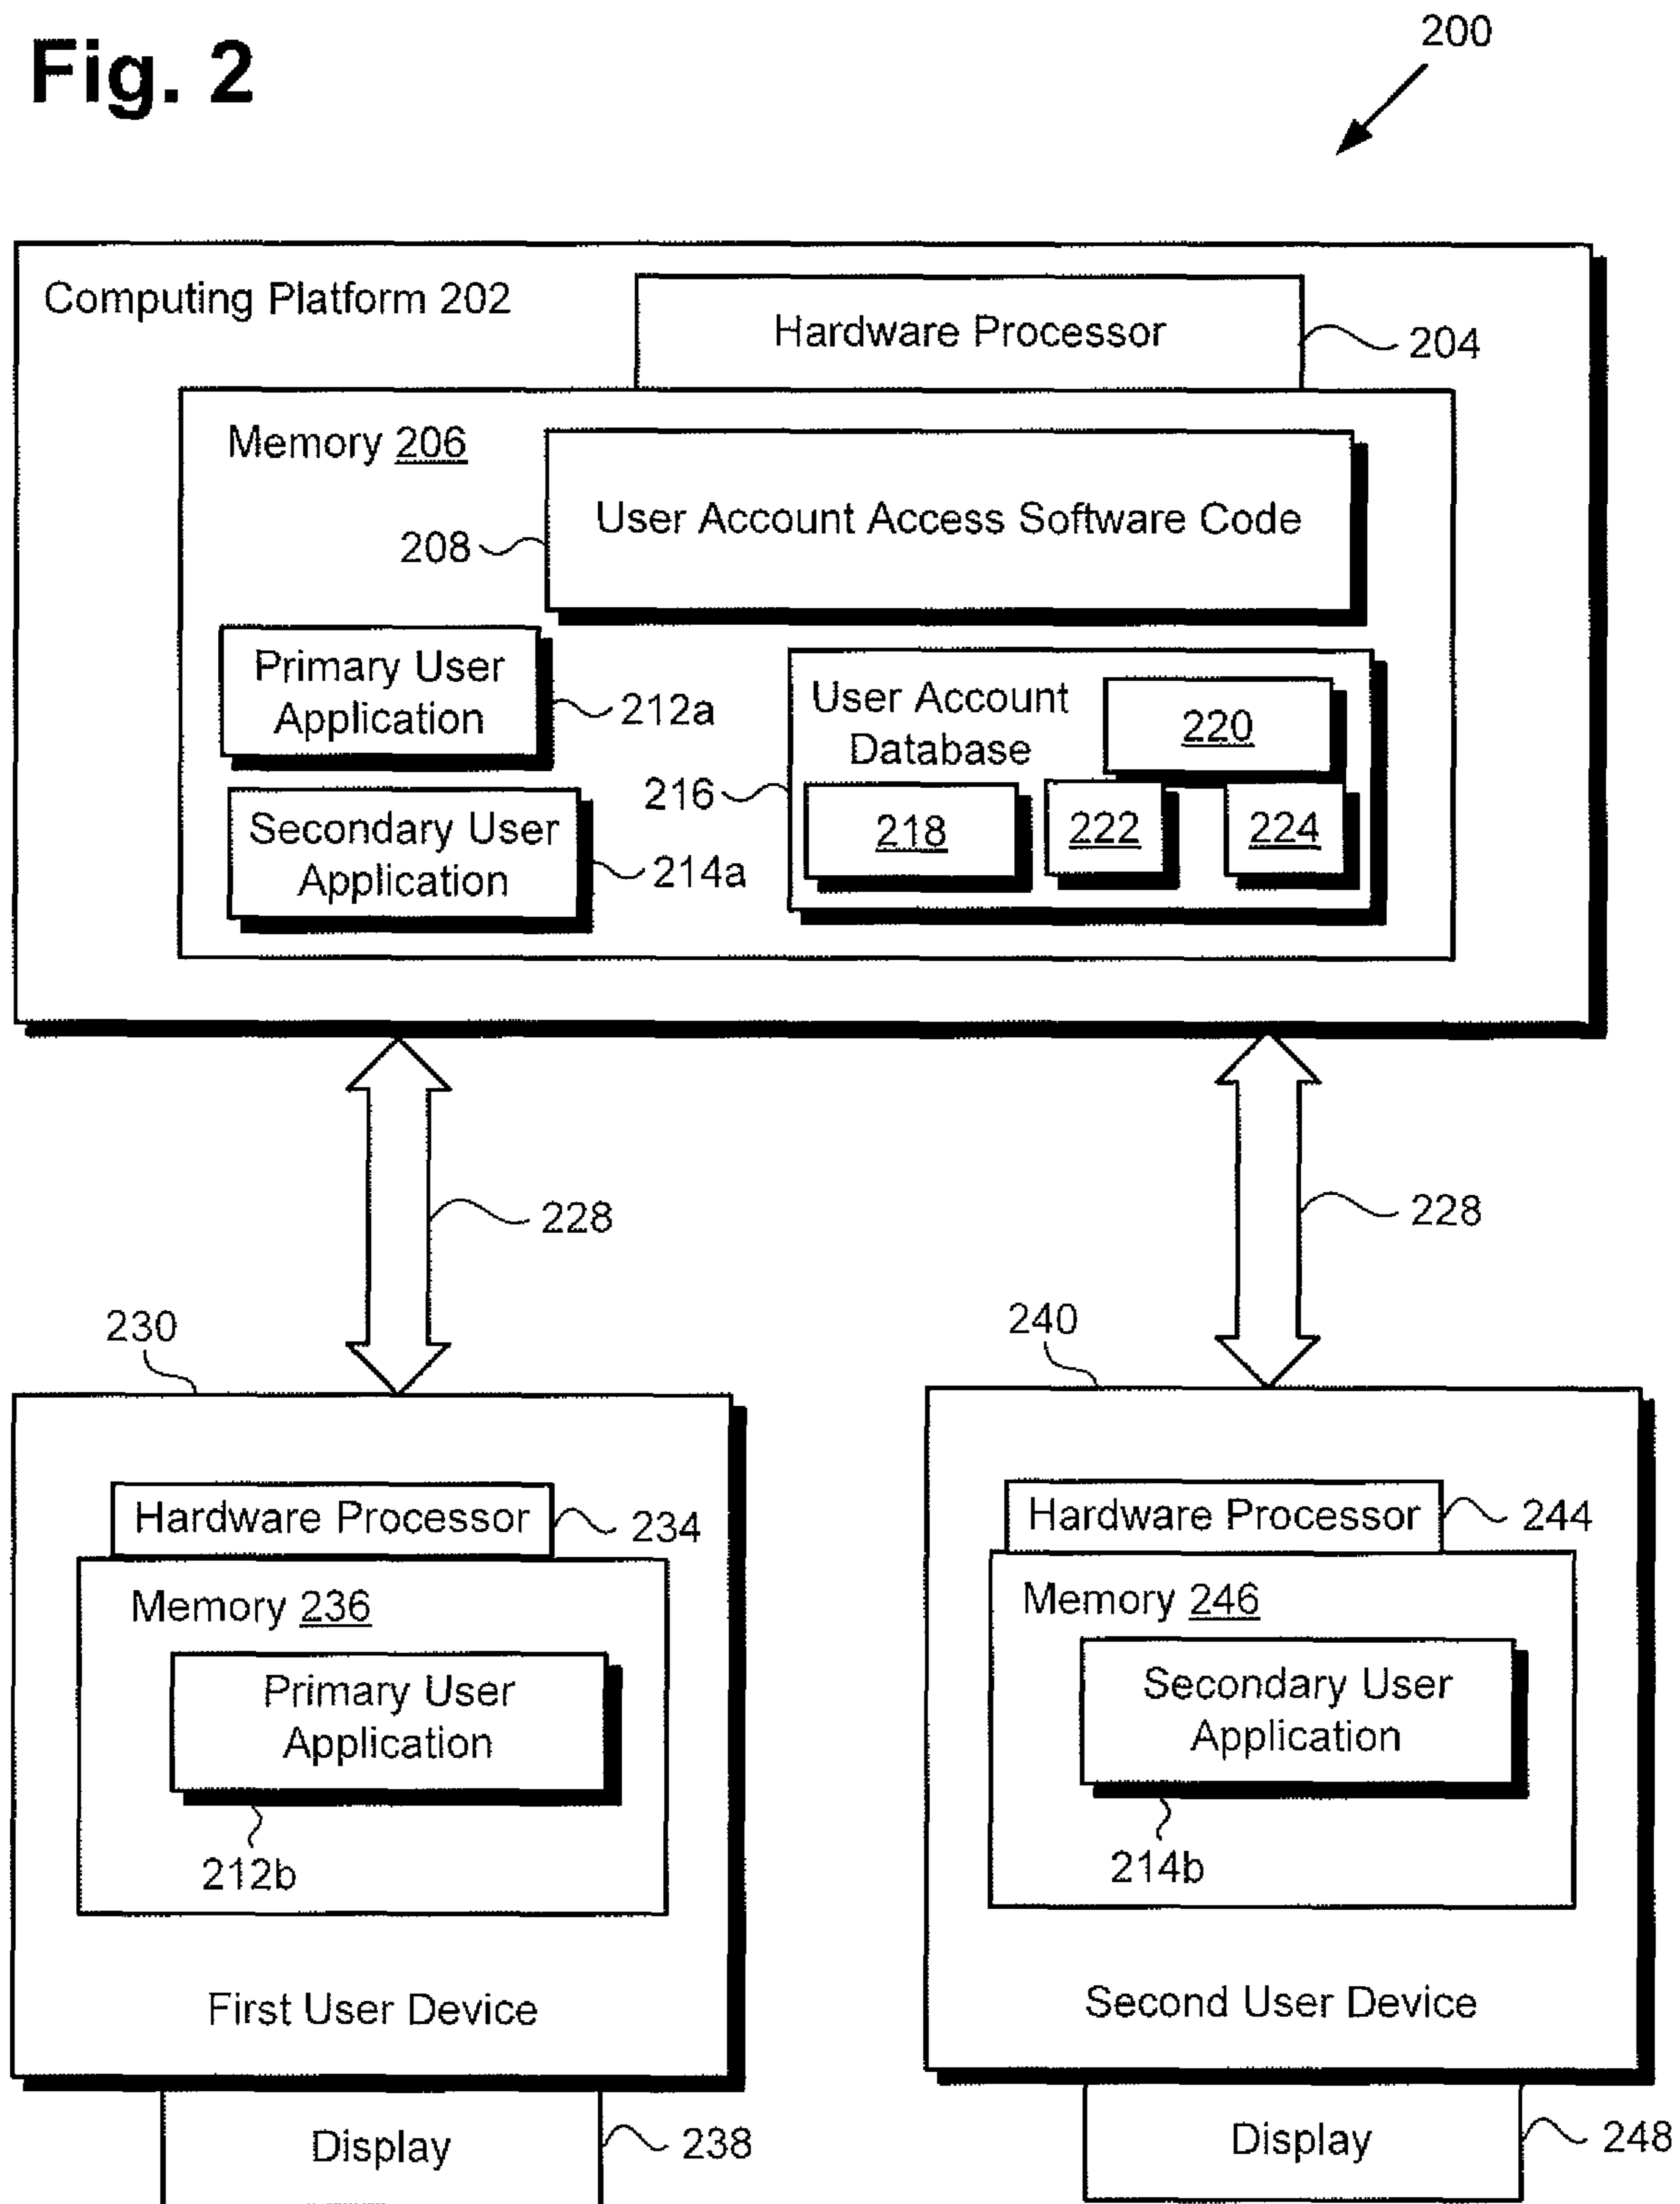 Fig. 2
200
Computing Platform 202
Hardware Processor
204
Memory 206
User Account Access Software Code
208
Primary User
Application
212a
User Account
Database
220
216
218
222
224
Secondary User
Application
214a
228
228
230
240
Hardware Processor
234
Memory 236
Primary User
Application
212b
First User Device
Display
238
Hardware Processor
244
Memory 246
Secondary User
Application
214b
Second User Device
Display
248